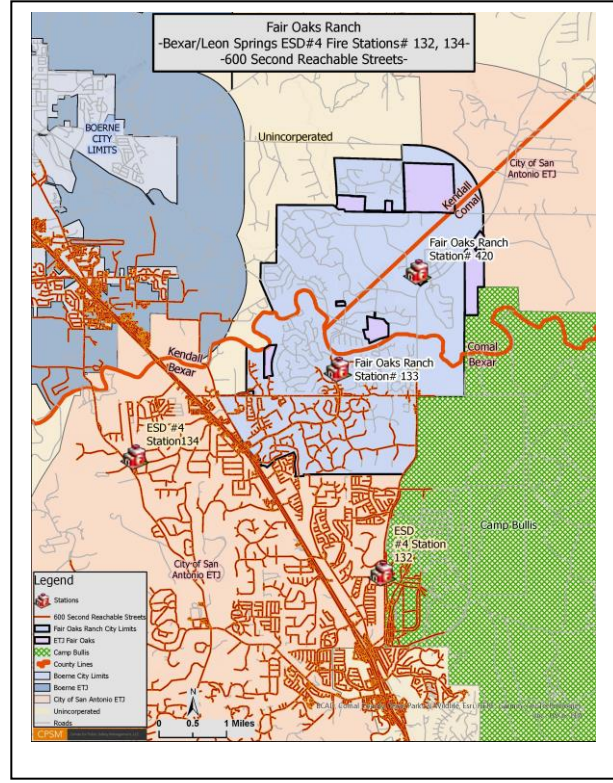 Fair Oaks Ranch
-Bexar/Leon Springs ESD#4 Fire Stations# 132, 134-
-600 Second Reachable Streets-
BOERNE
CITY
LIMITS
Unincorperated
City of San
Antonio ETJ
Kendall
Comal
Fair Oaks Ranch
Station# 420
Kendall
Bexar
Comal
Bexar
Fair Oaks Ranch
Station# 133
ESD #4
Station134
ESD
#4 Station
132
Camp Bullis
City of San
Antonio ETJ
Legend
Stations
600 Second Reachable Streets
Fair Oaks Ranch City Limits
ETJ Fair Oaks
Camp Bullis
County Lines
Boerne City Limits
Boerne ETJ
City of San Antonio ETJ
Unincorporated
Roads
N
0 0.5 1 Miles
CPSM